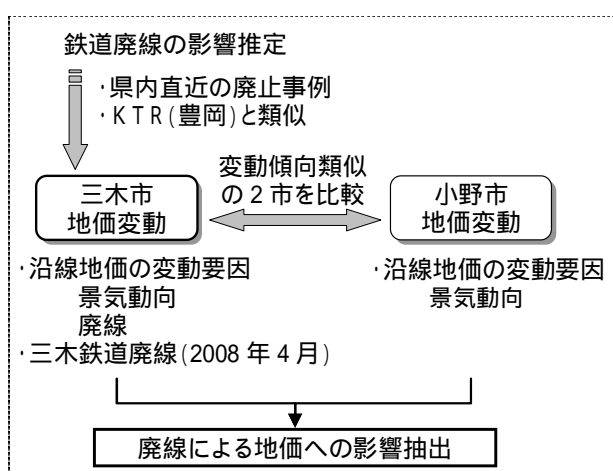 鉄道廃線の影響推定
・県内直近の廃止事例
・KTR(豊岡)と類似
変動傾向類似
の2市を比較
三木市
地価変動
小野市
地価変動
・沿線地価の変動要因
景気動向
廃線
・三木鉄道廃線(2008年4月)
・沿線地価の変動要因
景気動向
廃線による地価への影響抽出